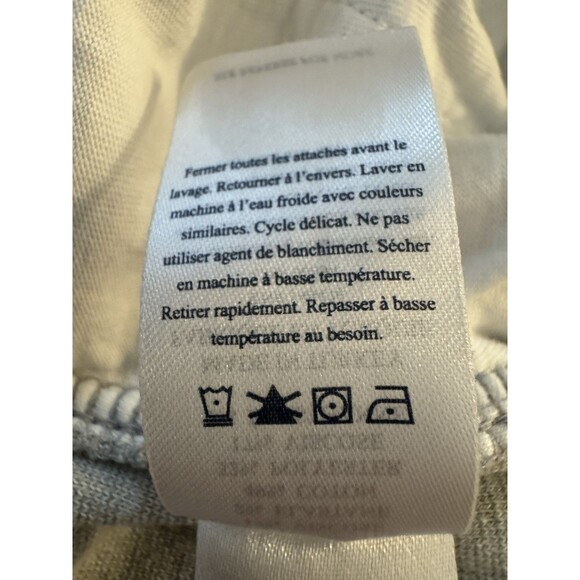 Fermer toutes les attaches avant le
lavage. Retourner à l'envers. Laver en
machine à l'eau froide avec couleurs
similaires. Cycle délicat. Ne pas
utiliser agent de blanchiment. Sécher
en machine à basse température.
Retirer rapidement. Repasser à basse
température au besoin.